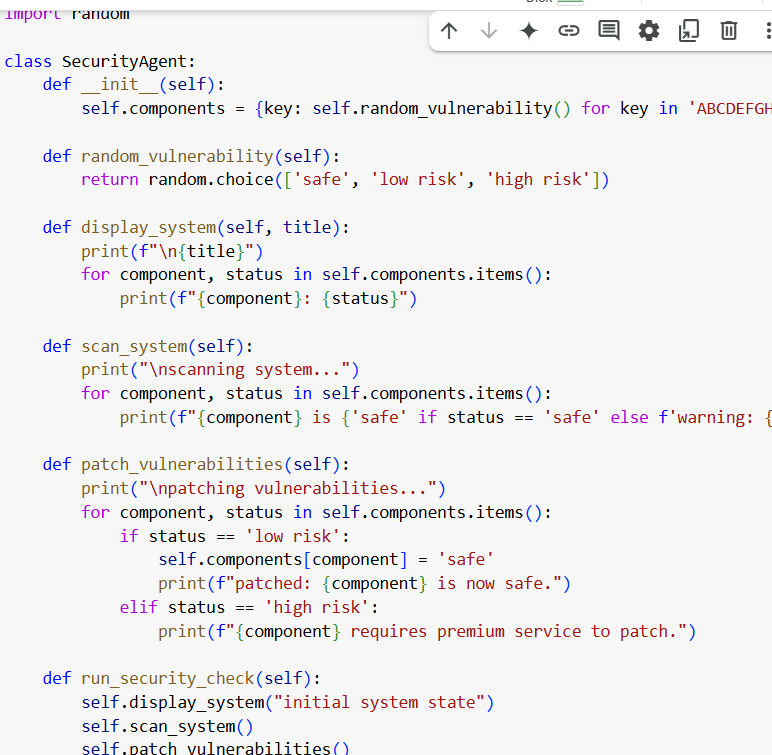 Disk
import random
class SecurityAgent:
    def __init__(self):
        self.components = {key: self.random_vulnerability() for key in 'ABCDEFGH
    def random_vulnerability(self):
        return random.choice(['safe', 'low risk', 'high risk'])
    def display_system(self, title):
        print(f"\n{title}")
        for component, status in self.components.items():
            print(f"{component}: {status}")
    def scan_system(self):
        print("\nscanning system...")
        for component, status in self.components.items():
            print(f"{component} is {'safe' if status == 'safe' else f'warning: {
    def patch_vulnerabilities(self):
        print("\npatching vulnerabilities...")
        for component, status in self.components.items():
            if status == 'low risk':
                self.components[component] = 'safe'
                print(f"patched: {component} is now safe.")
            elif status == 'high risk':
                print(f"{component} requires premium service to patch.")
    def run_security_check(self):
        self.display_system("initial system state")
        self.scan_system()
        self.patch_vulnerabilities()